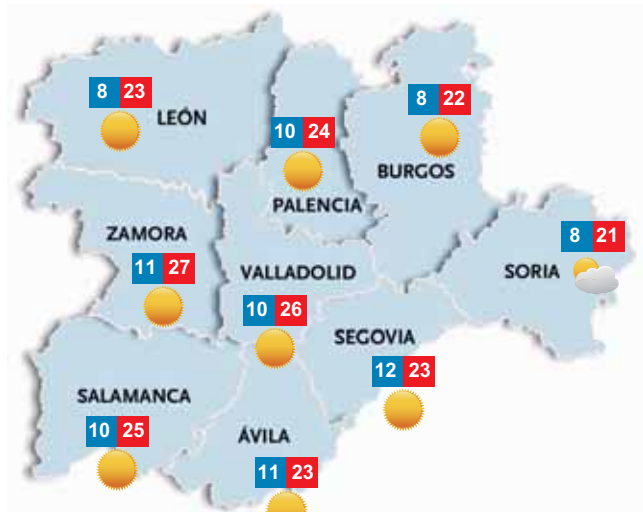 8 23
LEÓN
8 22
BURGOS
10 24
PALENCIA
ZAMORA
11 27
VALLADOLID
10 26
8 21
SORIA
SEGOVIA
12 23
SALAMANCA
10 25
ÁVILA
11 23